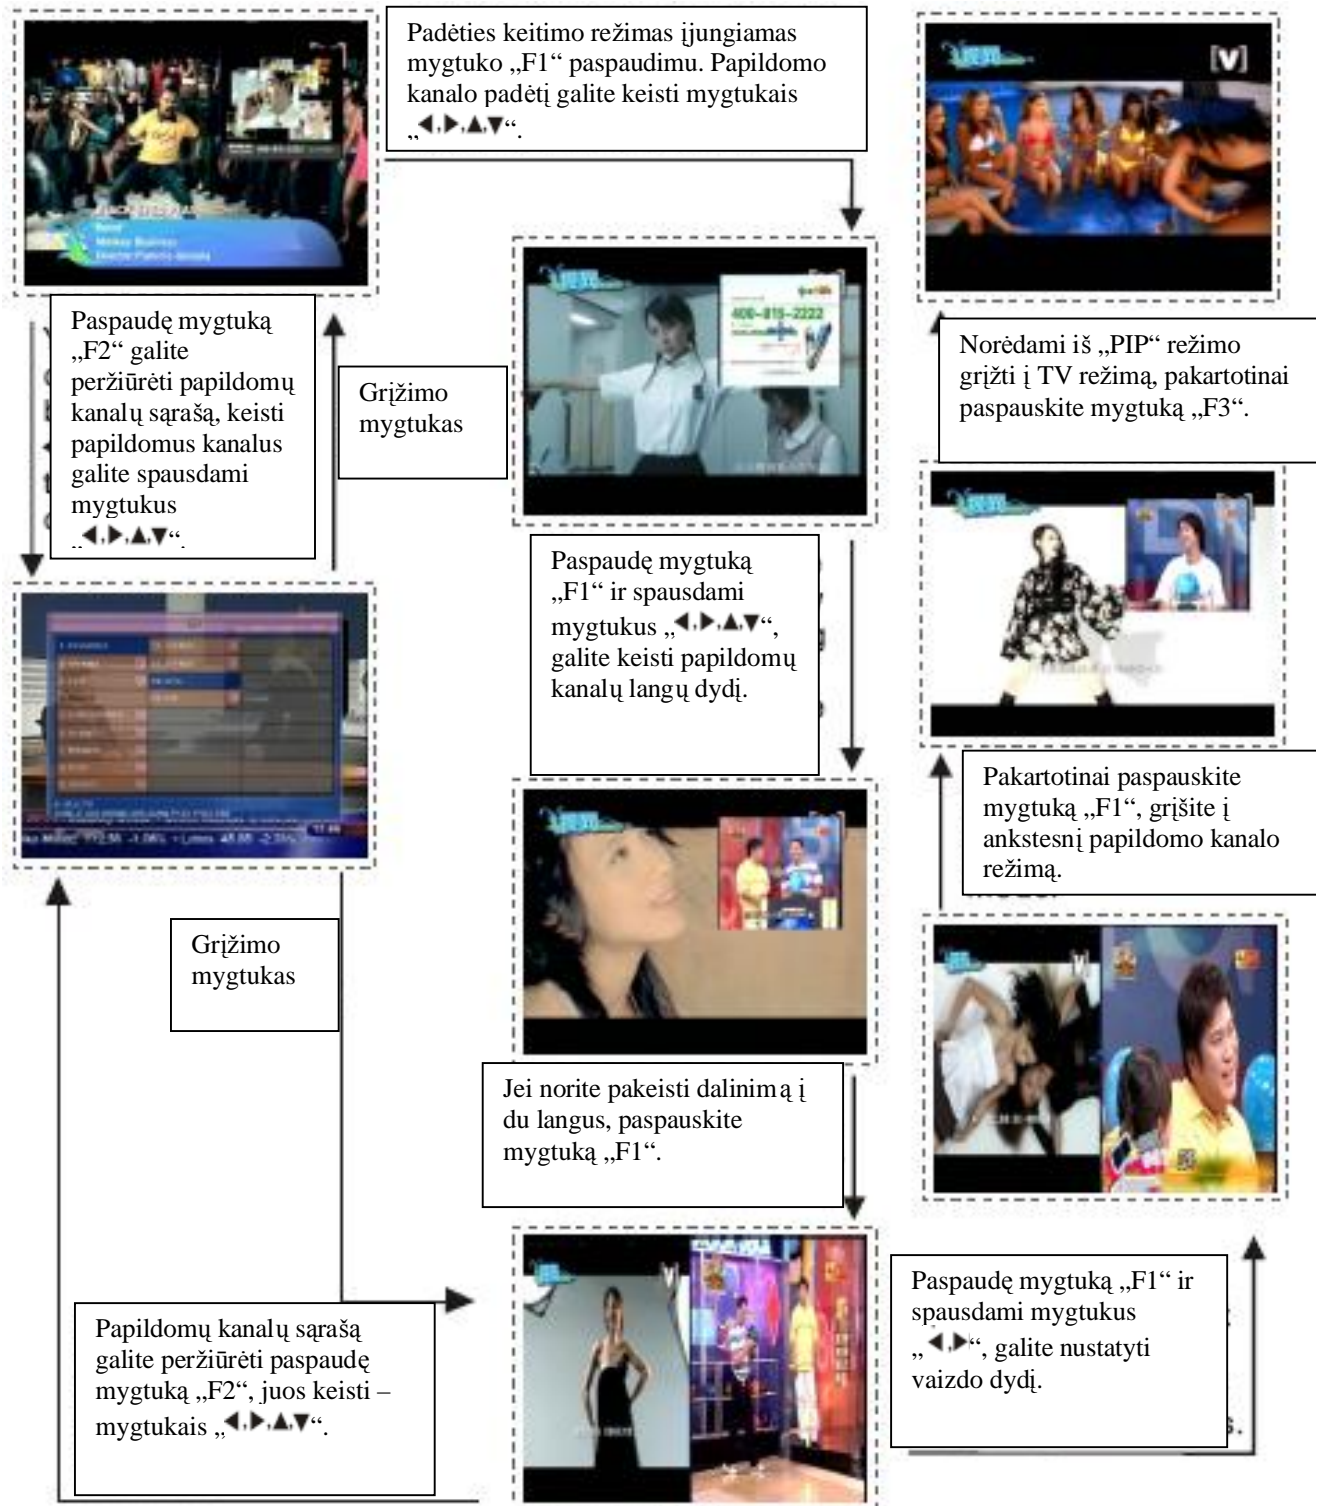 Padėties keitimo režimas įjungiamas
mygtuko „F1“ paspaudimu. Papildomo
kanalo padėtį galite keisti mygtukais
„◀,▶,▲,▼“.
Paspaudę mygtuką
„F2“ galite
peržiūrėti papildomų
kanalų sąrašą, keisti
papildomus kanalus
galite spausdami
mygtukus
„◀,▶,▲,▼“.
Grįžimo
mygtukas
400-815-2222
Paspaudę mygtuką
„F1“ ir spausdami
mygtukus „◀,▶,▲,▼“,
galite keisti papildomų
kanalų langų dydį.
[V]
Norėdami iš „PIP“ režimo
grįžti į TV režimą, pakartotinai
paspauskite mygtuką „F3“.
Pakartotinai paspauskite
mygtuką „F1“, grįšite į
ankstesnį papildomo kanalo
režimą.
Grįžimo
mygtukas
Jei norite pakeisti dalinimą į
du langus, paspauskite
mygtuką „F1“.
Papildomų kanalų sąrašą
galite peržiūrėti paspaudę
mygtuką „F2“, juos keisti –
mygtukais „◀,▶,▲,▼“.
Paspaudę mygtuką „F1“ ir
spausdami mygtukus
„◀,▶“, galite nustatyti
vaizdo dydį.